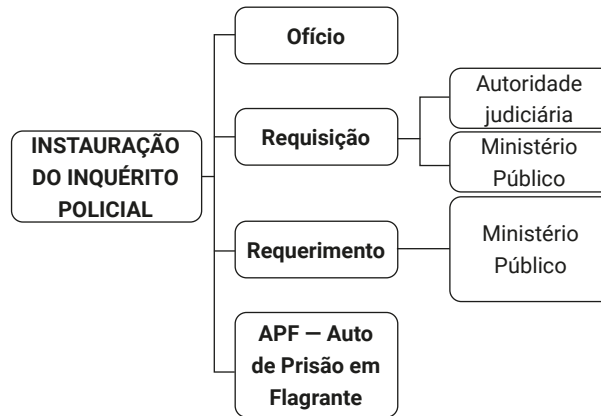 INSTAURAÇÃO
DO INQUÉRITO
POLICIAL
Ofício
Requisição
Autoridade
judiciária
Ministério
Público
Requerimento
Ministério
Público
APF — Auto
de Prisão em
Flagrante